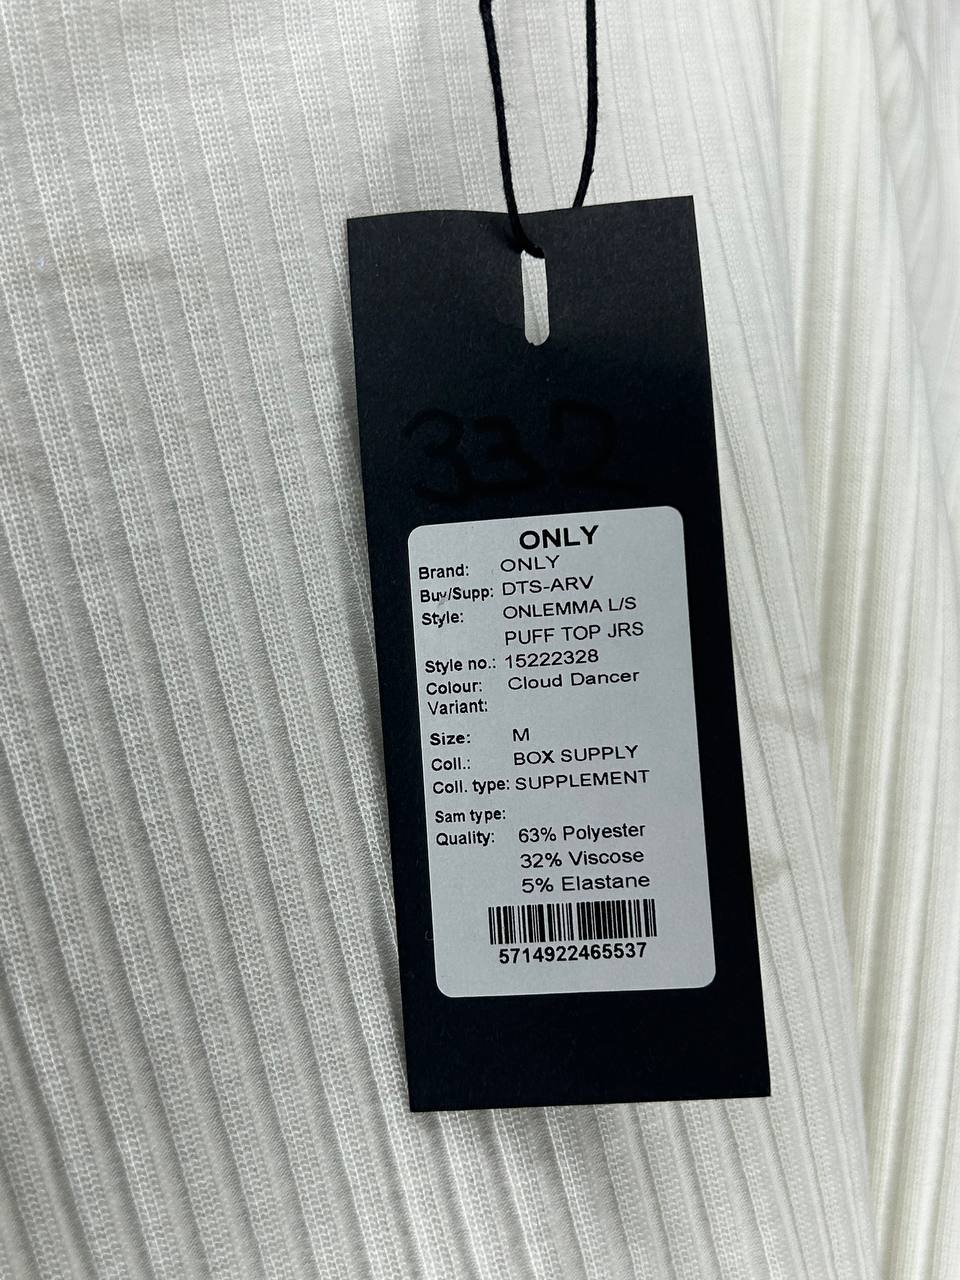 332
ONLY
Brand: ONLY
Buy/Supp: DTS-ARV
Style: ONLEMMA L/S
PUFF TOP JRS
Style no.: 15222328
Colour: Cloud Dancer
Variant:
Size: M
Coll.: BOX SUPPLY
Coll. type: SUPPLEMENT
Sam type:
Quality: 63% Polyester
32% Viscose
5% Elastane
5714922465537